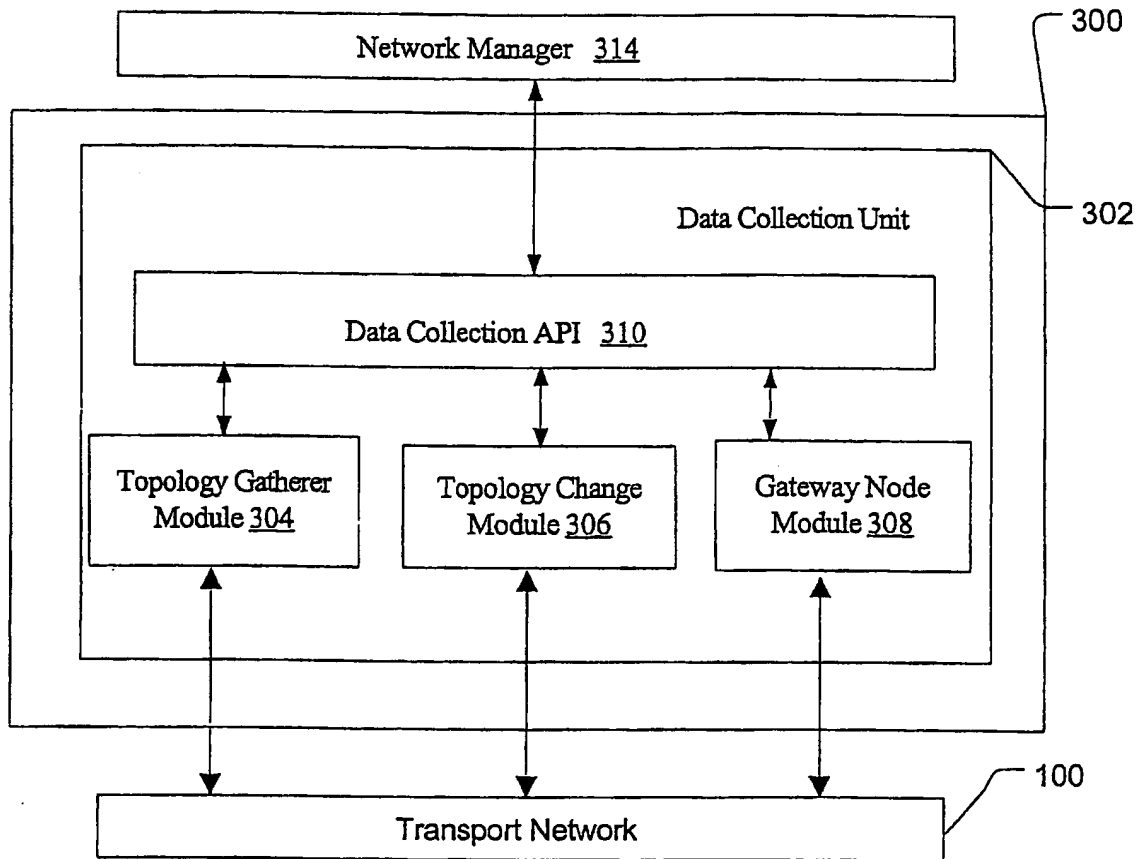 300
Network Manager 314
302
Data Collection Unit
Data Collection API 310
Topology Gatherer
Module 304
Topology Change
Module 306
Gateway Node
Module 308
100
Transport Network